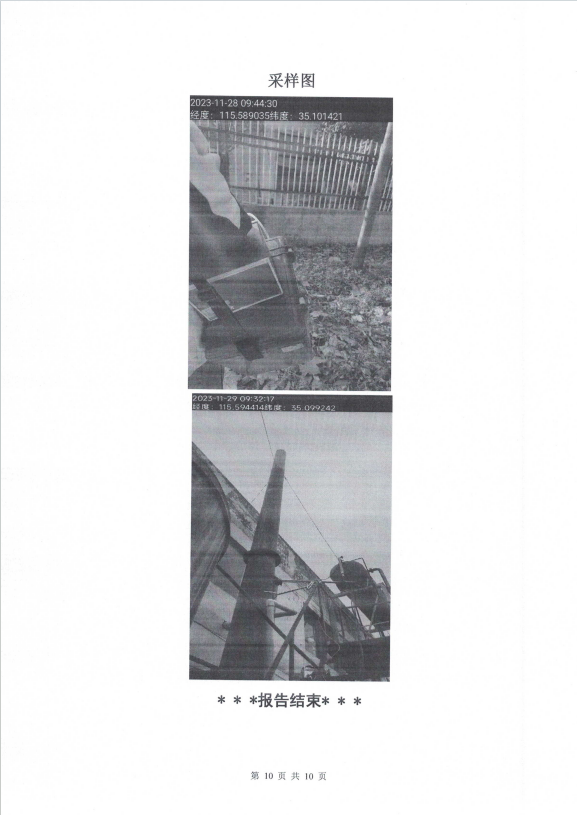 采样图
2023-11-28 09:44:30
经度：115.589035纬度：35.101421
2023-11-29 09:32:17
经度：115.594414纬度：35.099242
***报告结束***
第 10 页 共 10 页